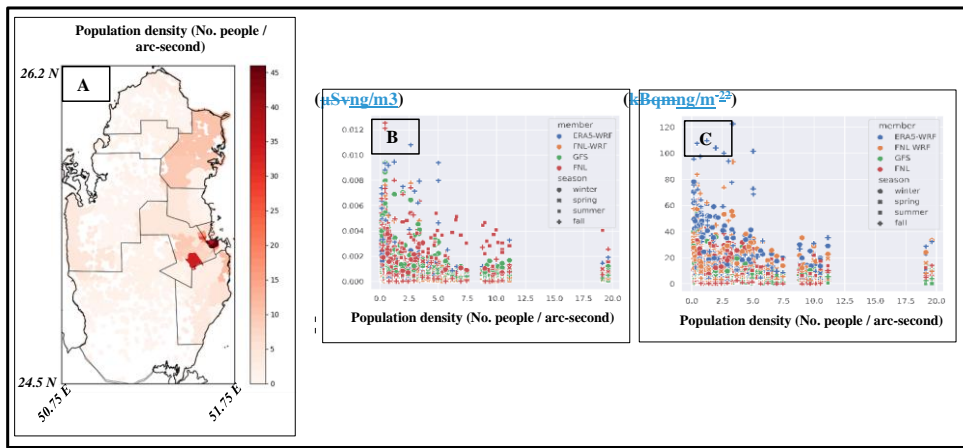 Population density (No. people /
arc-second)
26.2 N
A
45
40
35
30
25
20
15
10
5
0
24.5 N
50.75 E
51.75 E
(uSvng/m3)
B
0.012
0.010
0.008
0.006
0.004
0.002
0.000
member
ERA5-WRF
FNL-WRF
GFS
FNL
season
winter
spring
summer
fall
0.0 2.5 5.0 7.5 10.0 12.5 15.0 17.5 20.0
Population density (No. people / arc-second)
(kBqmng/m-22)
C
120
100
80
60
40
20
0
member
ERA5-WRF
FNL WRF
GFS
FNL
season
winter
spring
summer
fall
0.0 2.5 5.0 7.5 10.0 12.5 15.0 17.5 20.0
Population density (No. people / arc-second)